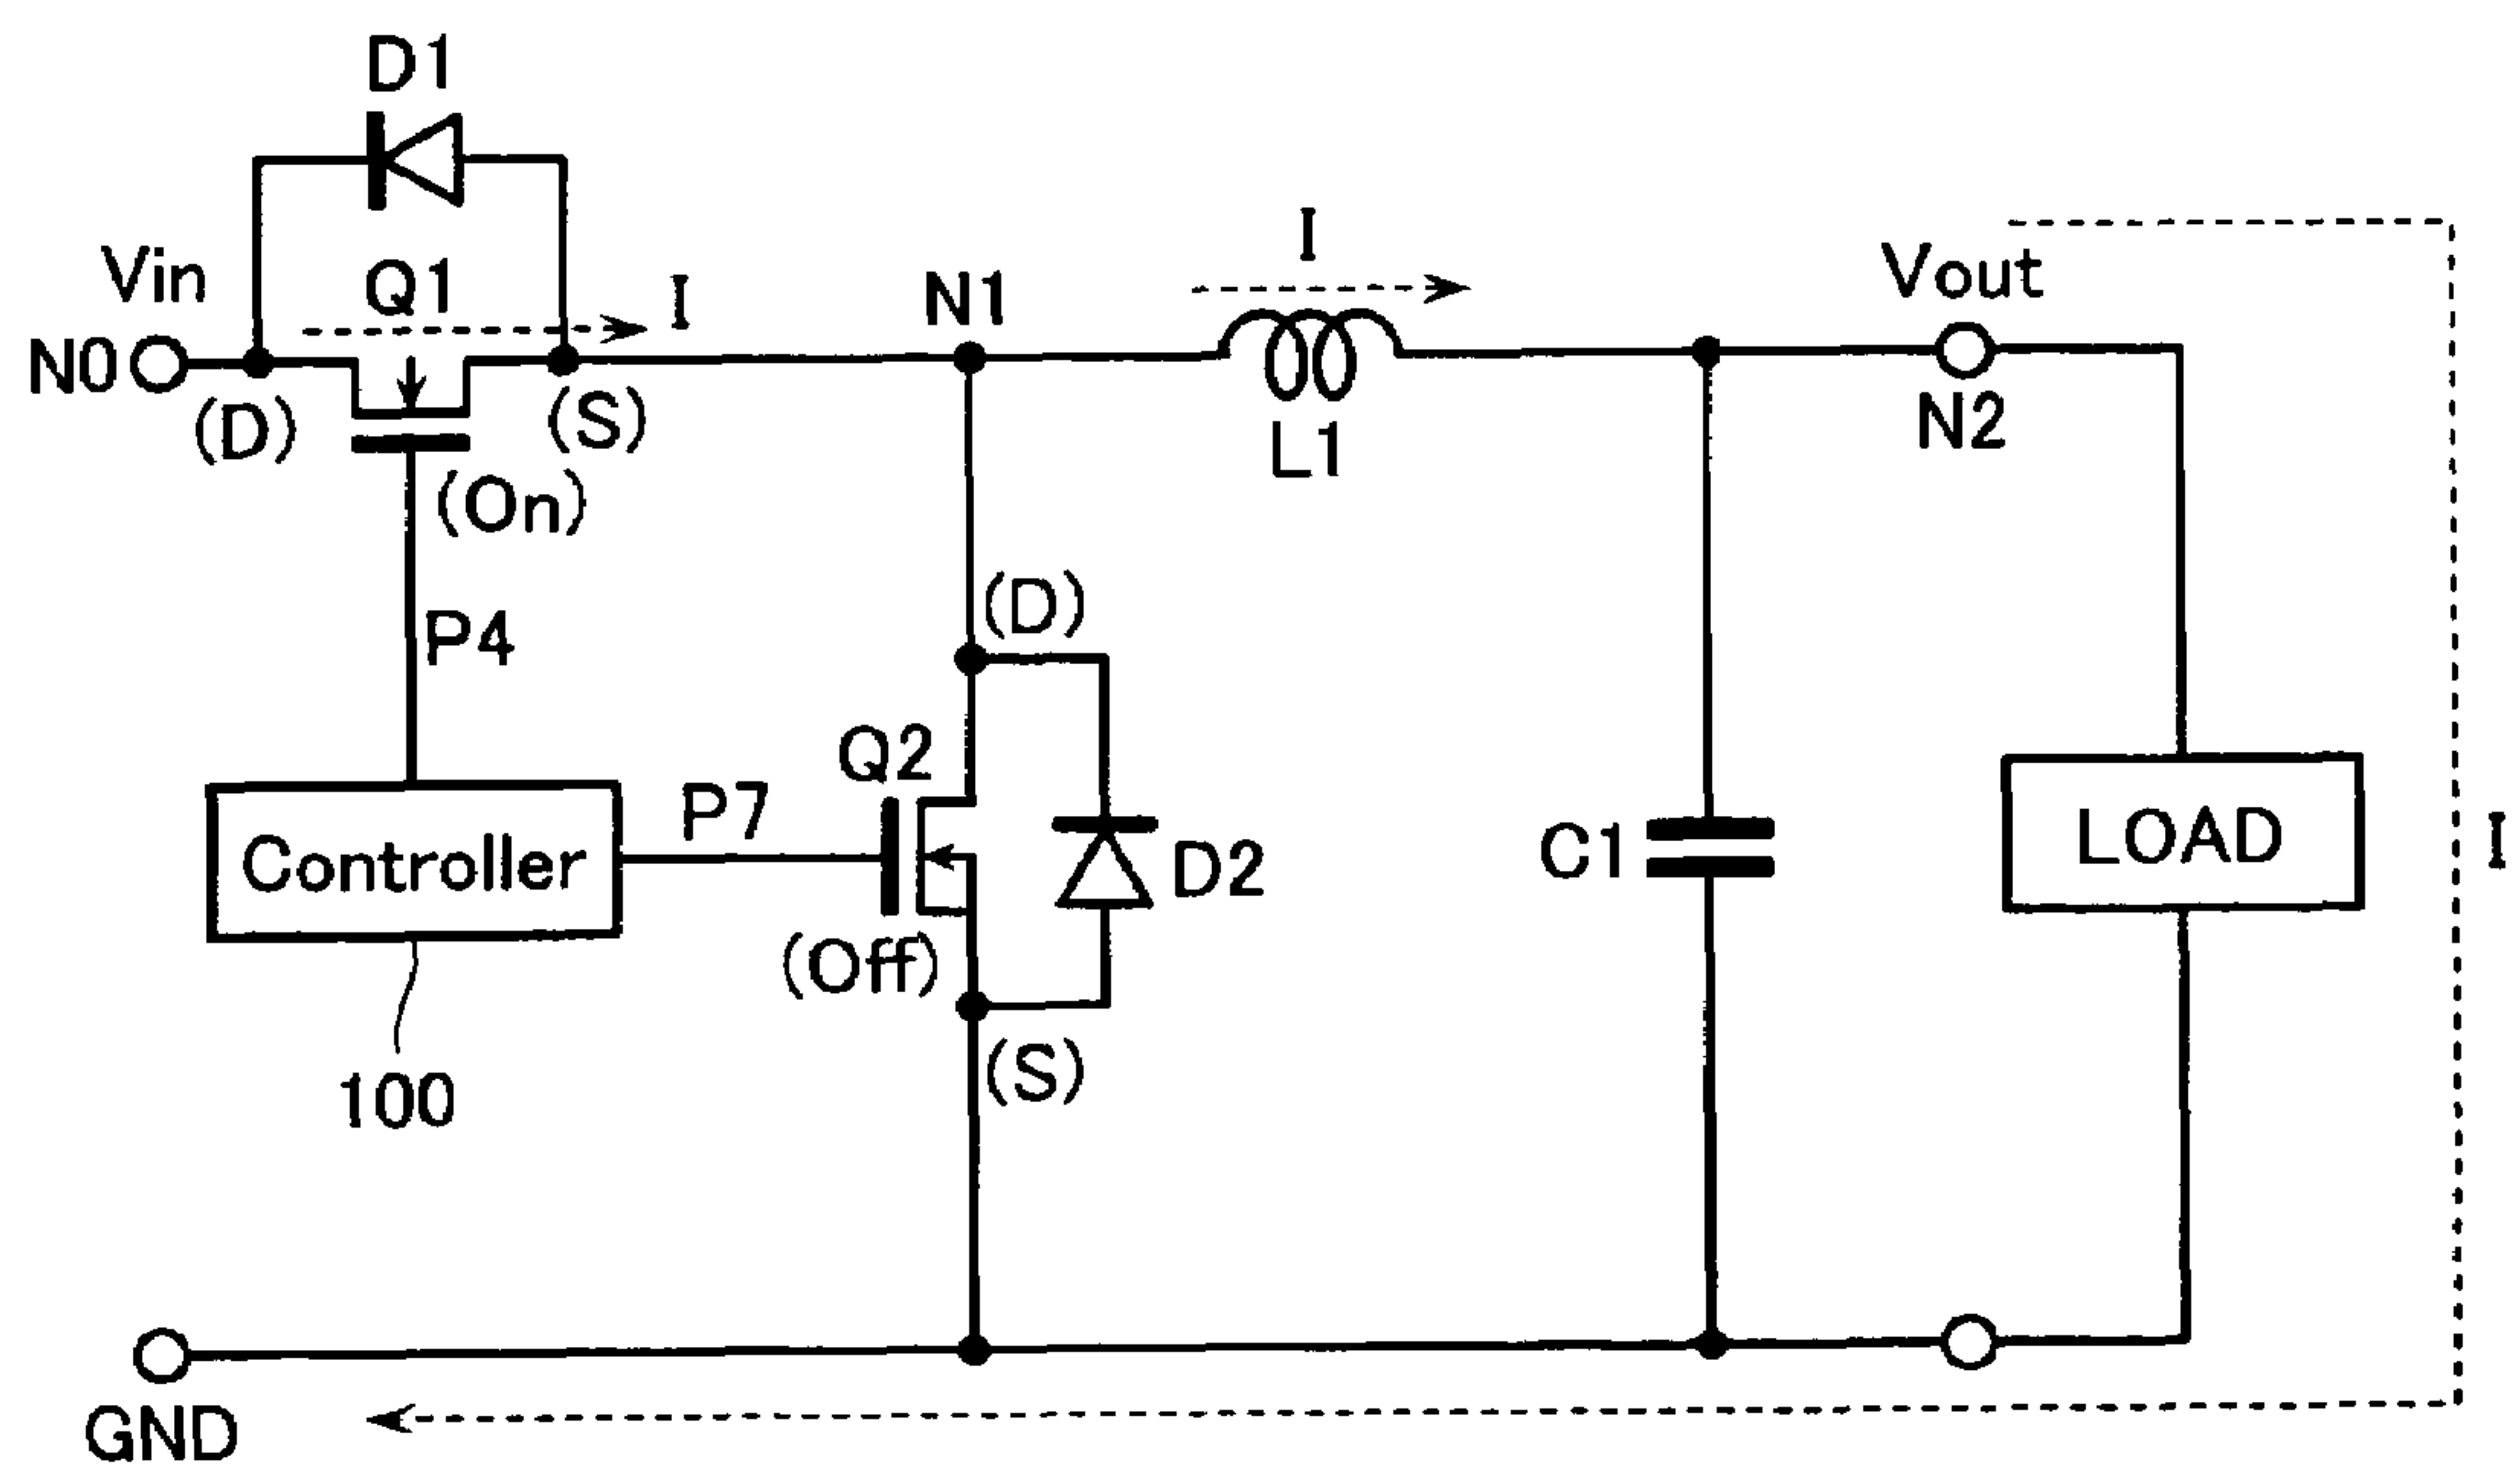 D1
Vin
Q1
I
N1
I
Vout
N0
(D)
(S)
L1
N2
(On)
(D)
P4
Q2
P7
Controller
D2
C1
LOAD
I
(Off)
(S)
100
GND